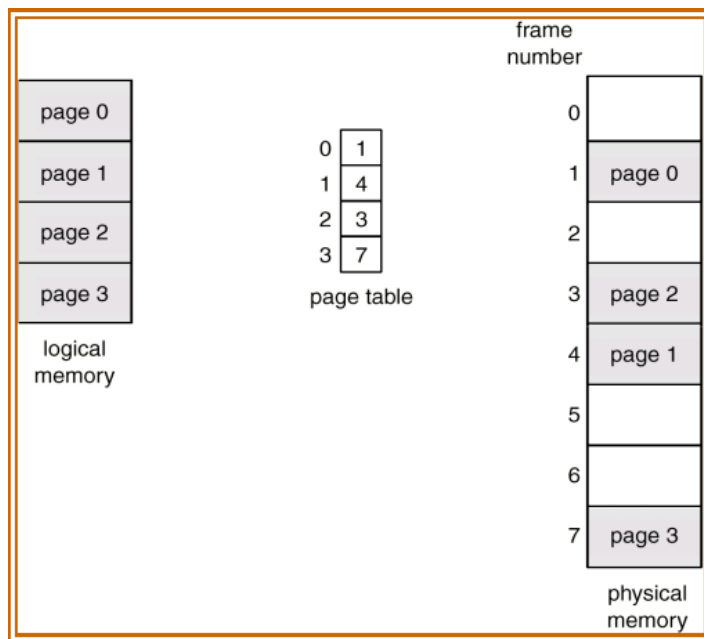 page 0
page 1
page 2
page 3
logical
memory
0 1
1 4
2 3
3 7
page table
frame
number
0
1 page 0
2
3 page 2
4 page 1
5
6
7 page 3
physical
memory